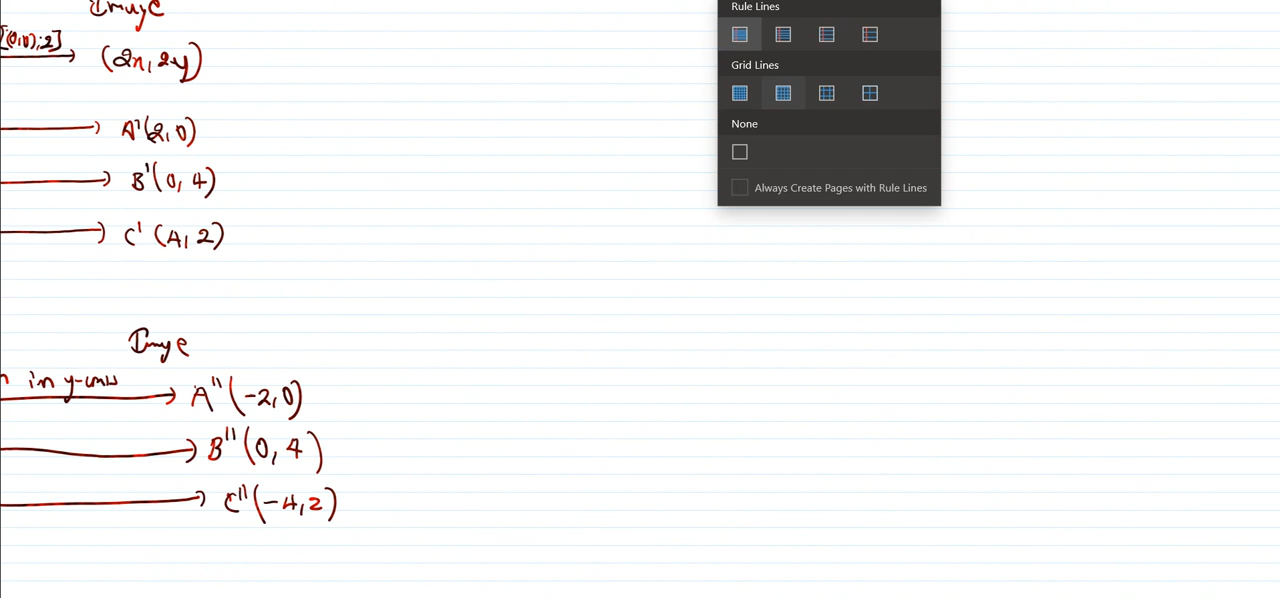 Image
Rule Lines
[(0,0);2]
(2x, 2y)
Grid Lines
None
A'(2,0)
B'(0, 4)
Always Create Pages with Rule Lines
C' (4, 2)
Image
in y-axis
A"(-2,0)
B"(0, 4)
C"(-4,2)